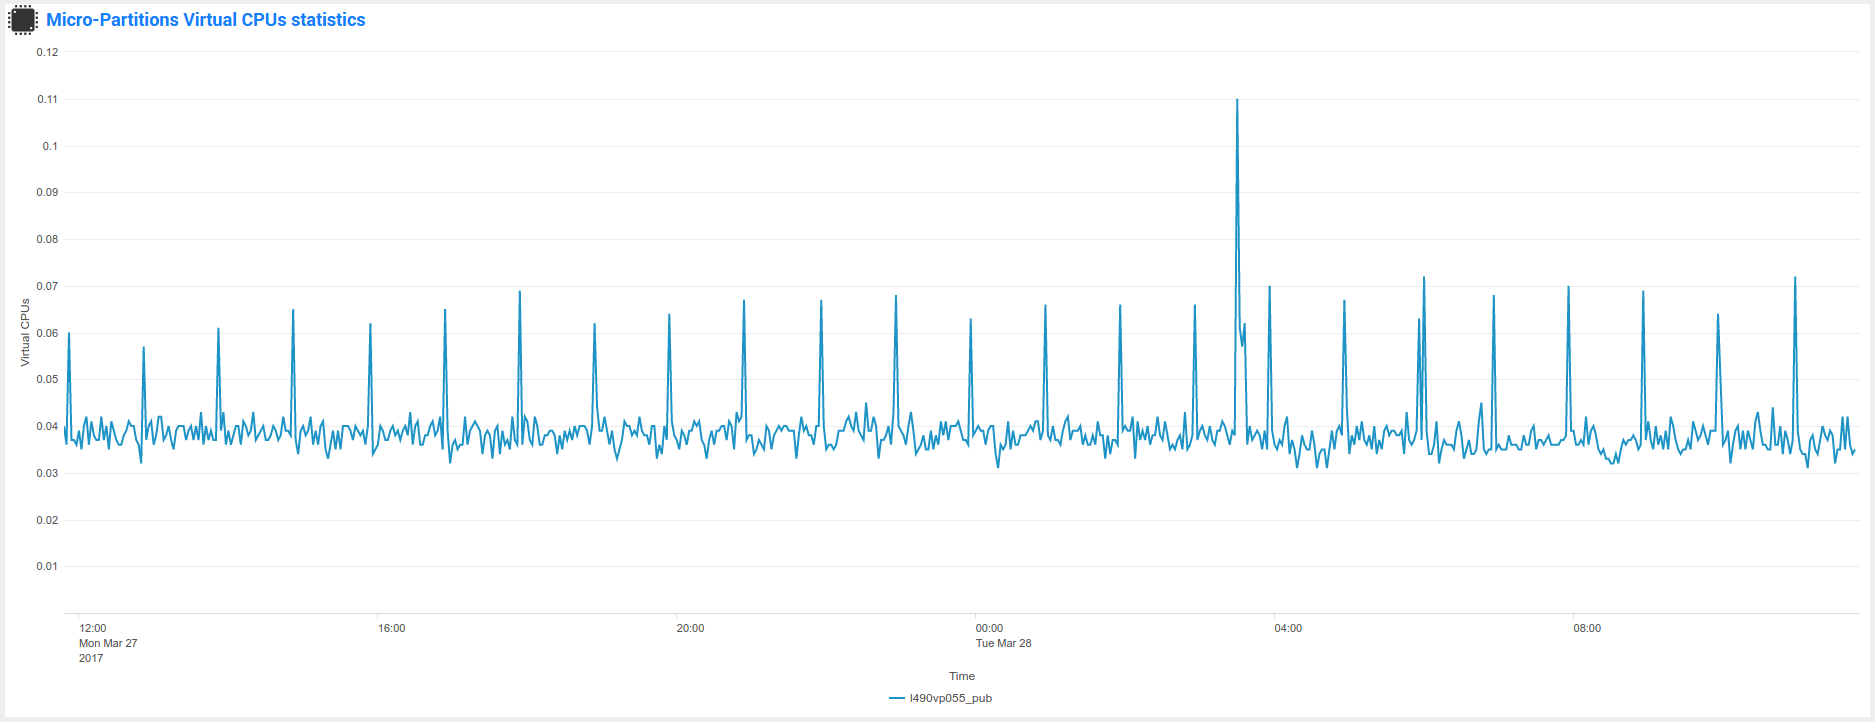 Micro-Partitions Virtual CPUs statistics
0.12
0.11
0.1
0.09
0.08
0.07
0.06
0.05
0.04
0.03
0.02
0.01
Virtual CPUs
12:00 16:00 20:00 00:00 04:00 08:00
Mon Mar 27 Tue Mar 28
2017
Time
l490vp055_pub